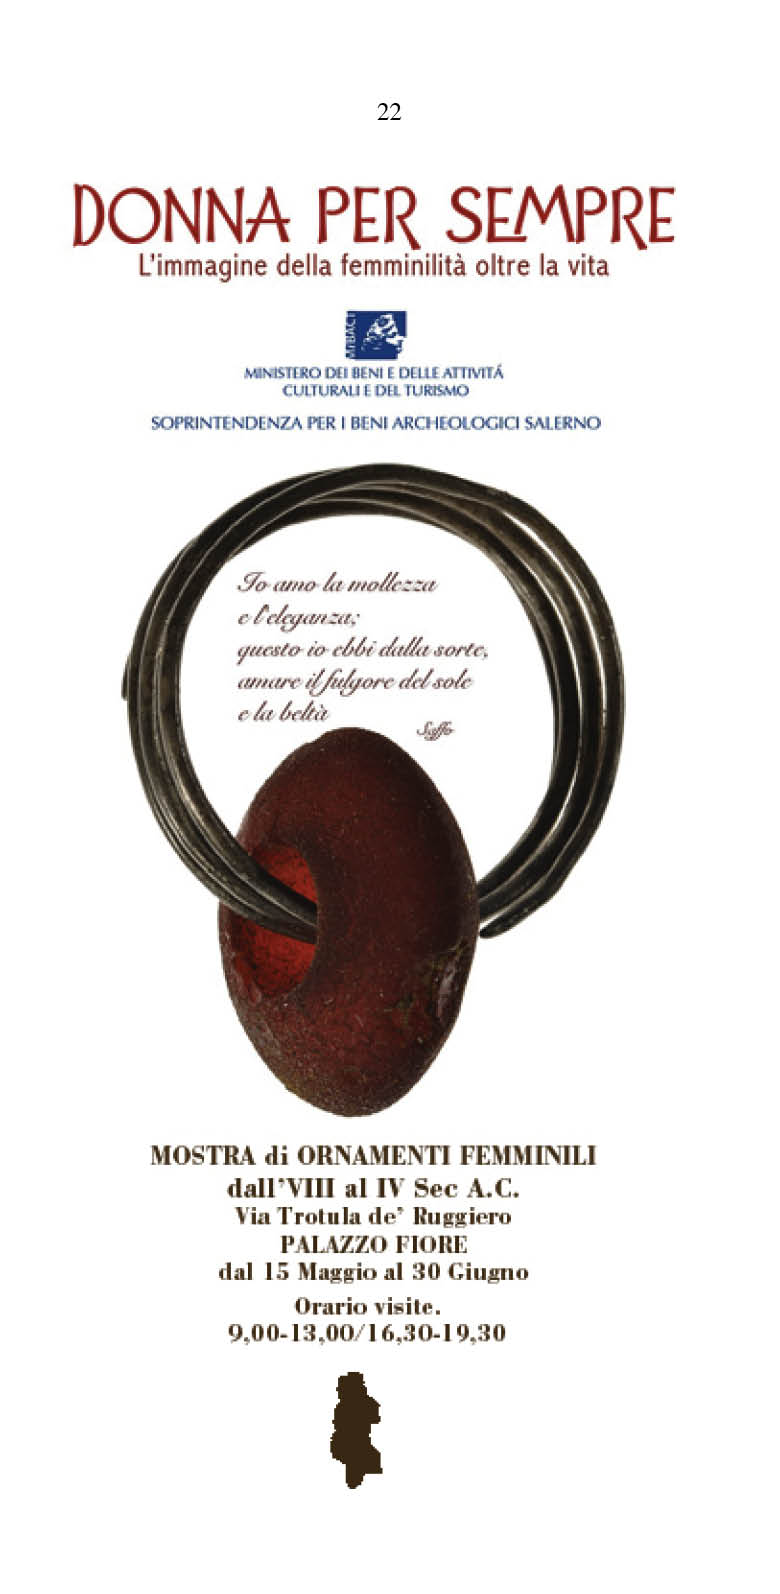 22
DONNA PER SEMPRE
L'immagine della femminilità oltre la vita
MiBACT
MINISTERO DEI BENI E DELLE ATTIVITÁ
CULTURALI E DEL TURISMO
SOPRINTENDENZA PER I BENI ARCHEOLOGICI SALERNO
Io amo la mollezza
e l'eleganza;
questo io ebbi dalla sorte,
amare il fulgore del sole
e la beltà
Saffo
MOSTRA di ORNAMENTI FEMMINILI
dall'VIII al IV Sec A.C.
Via Trotula de' Ruggiero
PALAZZO FIORE
dal 15 Maggio al 30 Giugno
Orario visite.
9,00-13,00/16,30-19,30